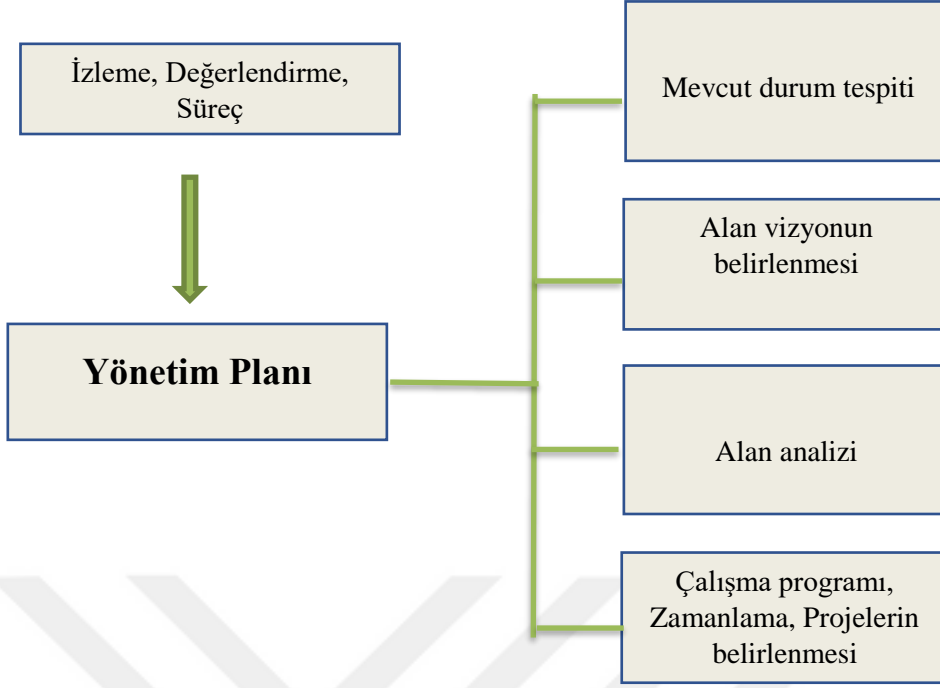 İzleme, Değerlendirme,
Süreç
Yönetim Planı
Mevcut durum tespiti
Alan vizyonun
belirlenmesi
Alan analizi
Çalışma programı,
Zamanlama, Projelerin
belirlenmesi